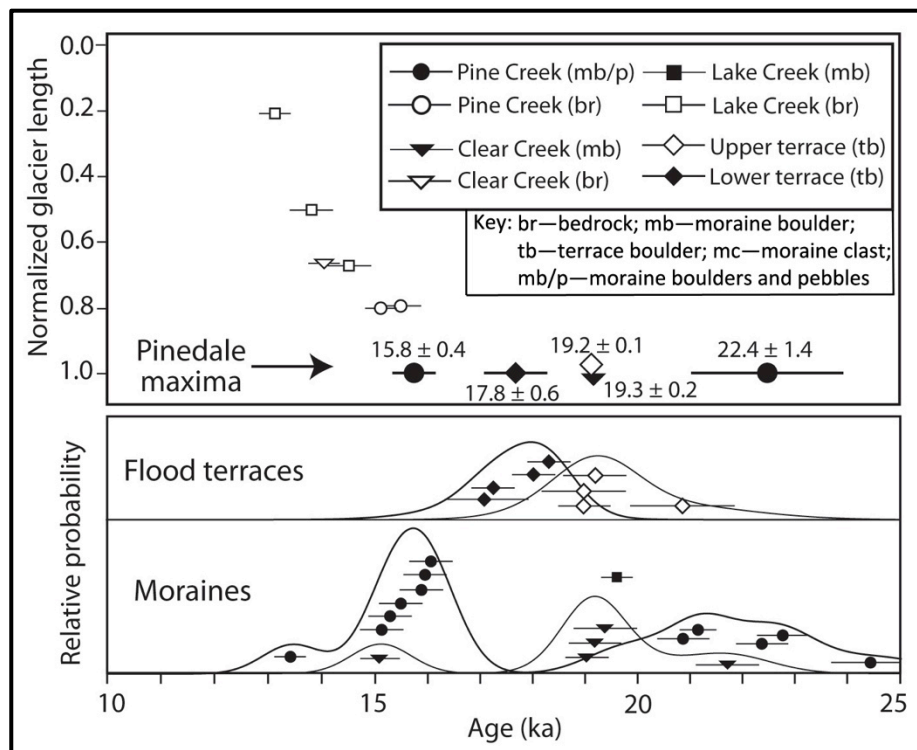 0.0
0.2
0.4
0.6
0.8
1.0
Normalized glacier length
Pine Creek (mb/p)
Pine Creek (br)
Clear Creek (mb)
Clear Creek (br)
Lake Creek (mb)
Lake Creek (br)
Upper terrace (tb)
Lower terrace (tb)
Key: br—bedrock; mb—moraine boulder;
tb—terrace boulder; mc—moraine clast;
mb/p—moraine boulders and pebbles
Pinedale
maxima
15.8 ± 0.4
17.8 ± 0.6
19.2 ± 0.1
19.3 ± 0.2
22.4 ± 1.4
Relative probability
Flood terraces
Moraines
10
15
20
25
Age (ka)